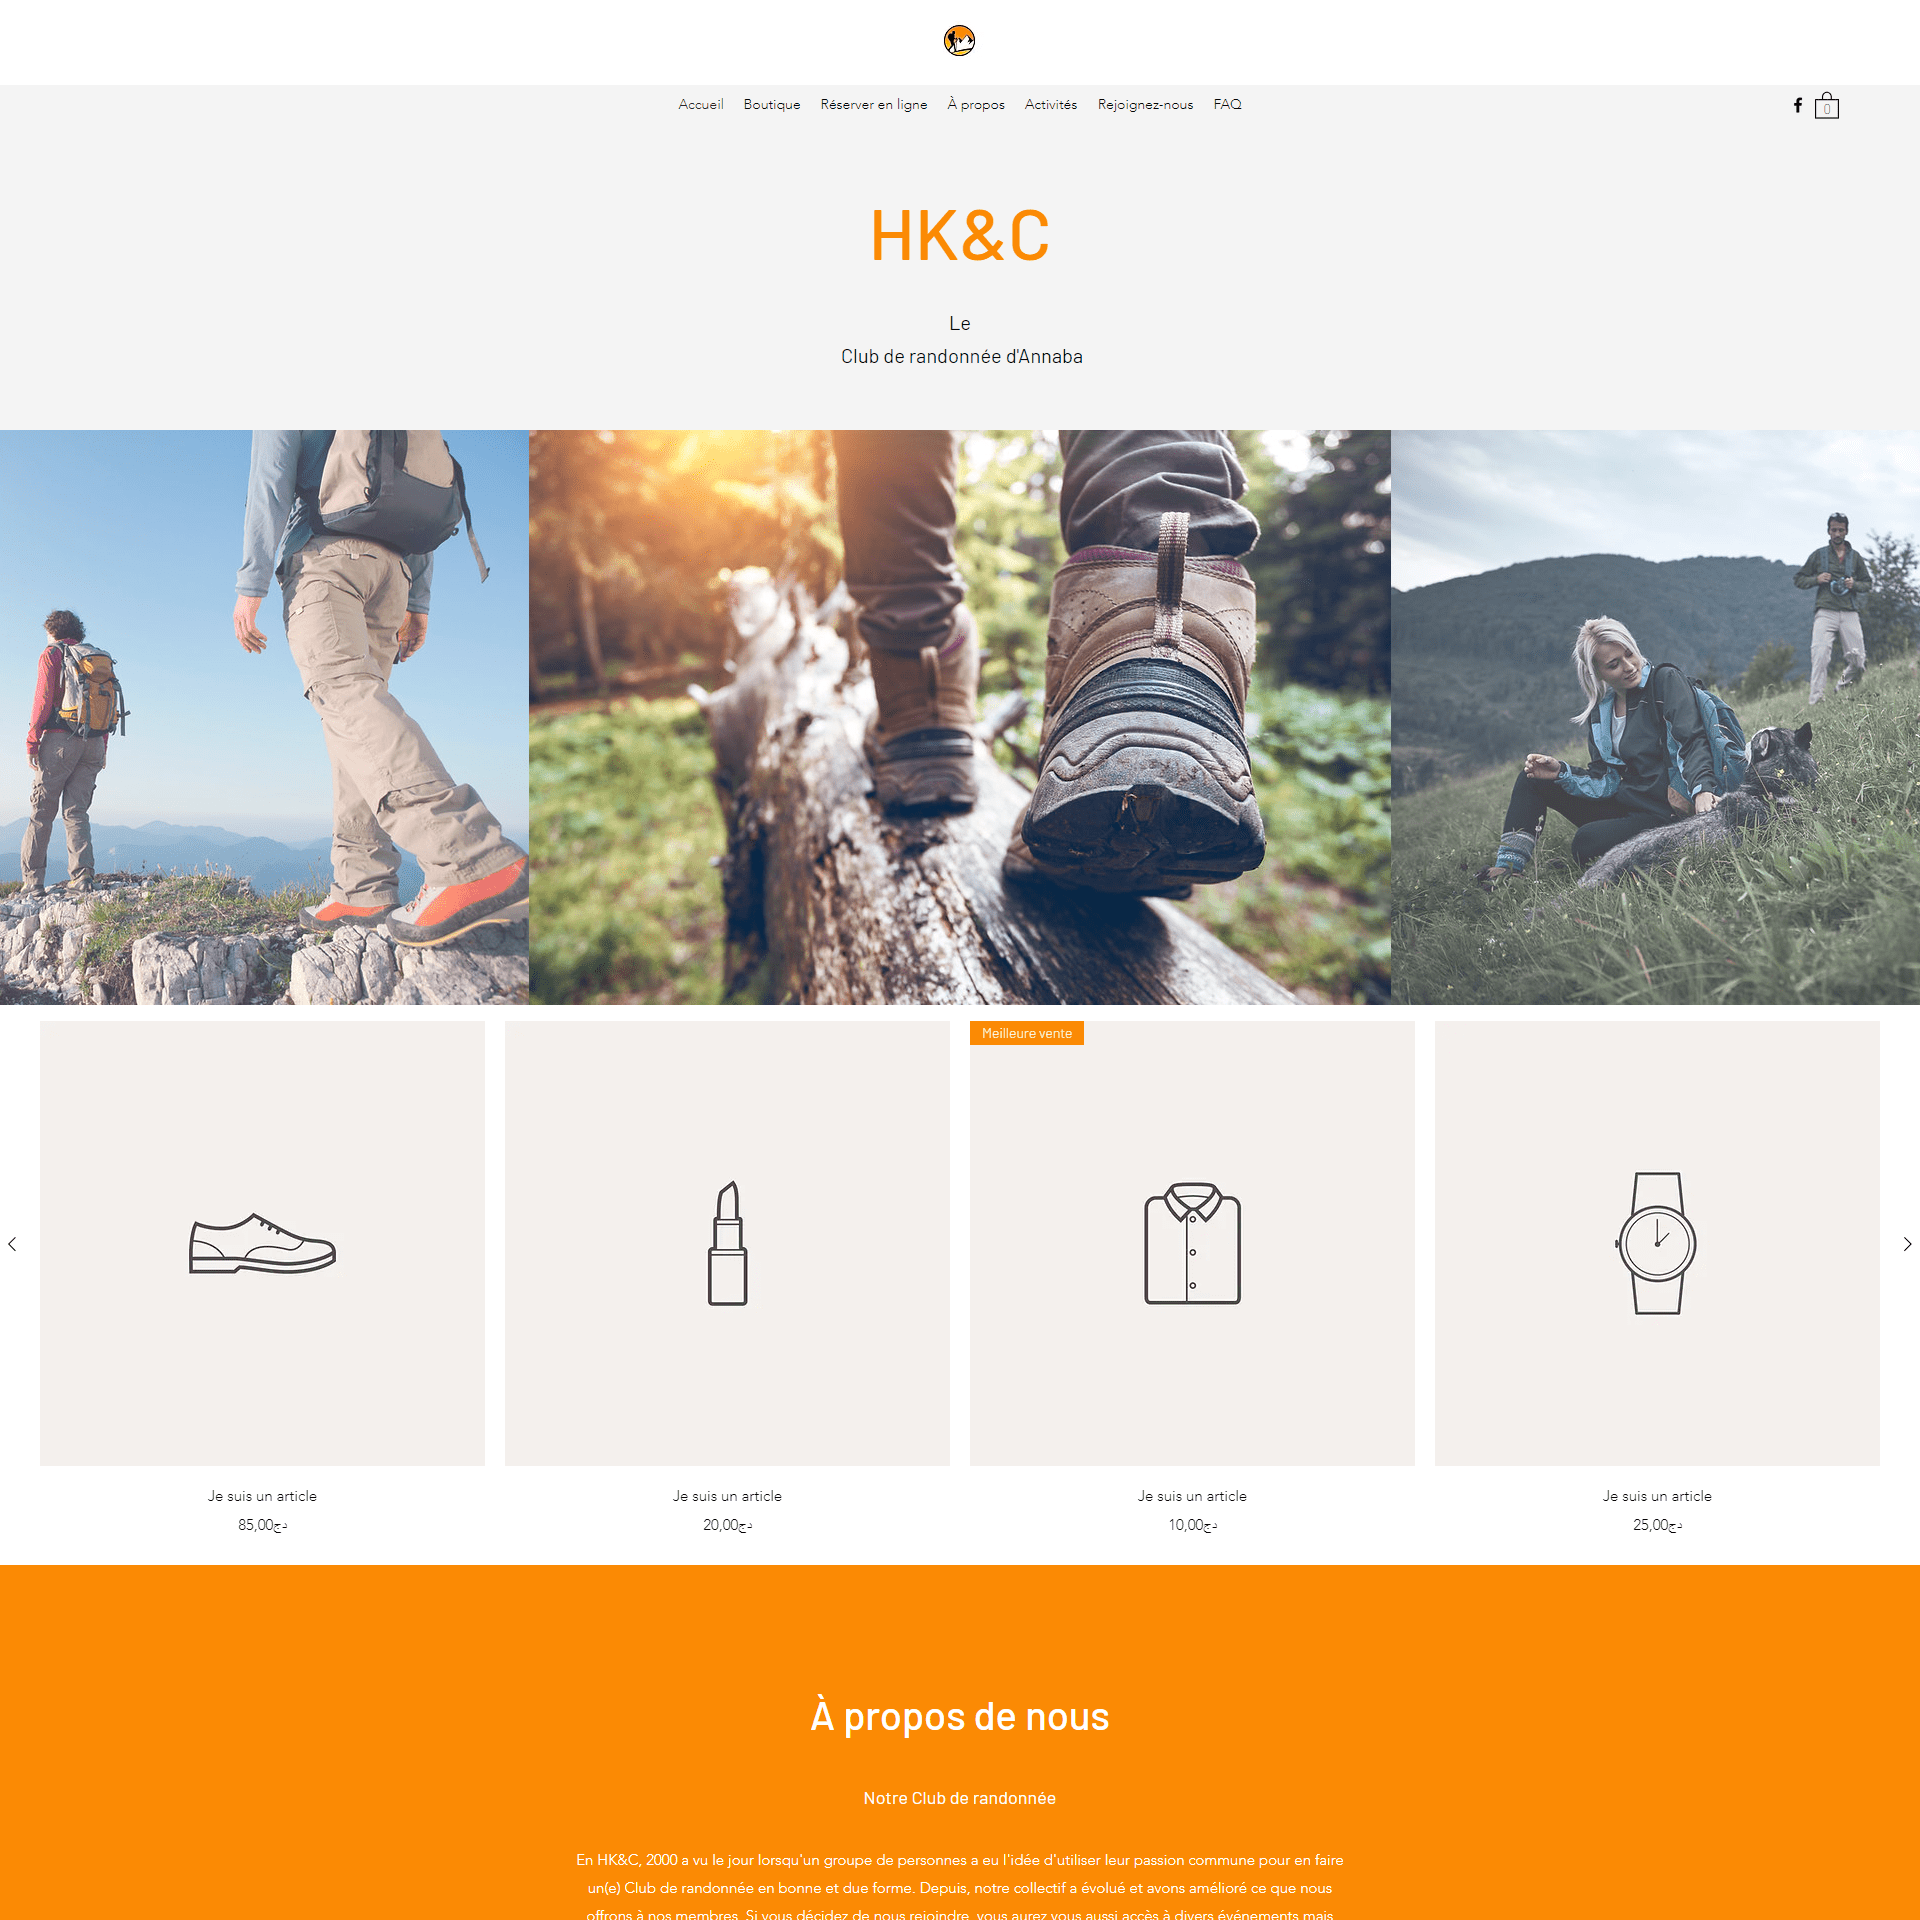 Accueil Boutique Réserver en ligne À propos Activités Rejoignez-nous FAQ 0
HK&C
Le
Club de randonnée d'Annaba
Meilleure vente
Je suis un article Je suis un article Je suis un article Je suis un article
85,00دج 20,00دج 10,00دج 25,00دج
À propos de nous
Notre Club de randonnée
En HK&C, 2000 a vu le jour lorsqu'un groupe de personnes a eu l'idée d'utiliser leur passion commune pour en faire
un(e) Club de randonnée en bonne et due forme. Depuis, notre collectif a évolué et avons amélioré ce que nous
offrons à nos membres. Si vous décidez de nous rejoindre, vous aurez vous aussi accès à divers événements mais